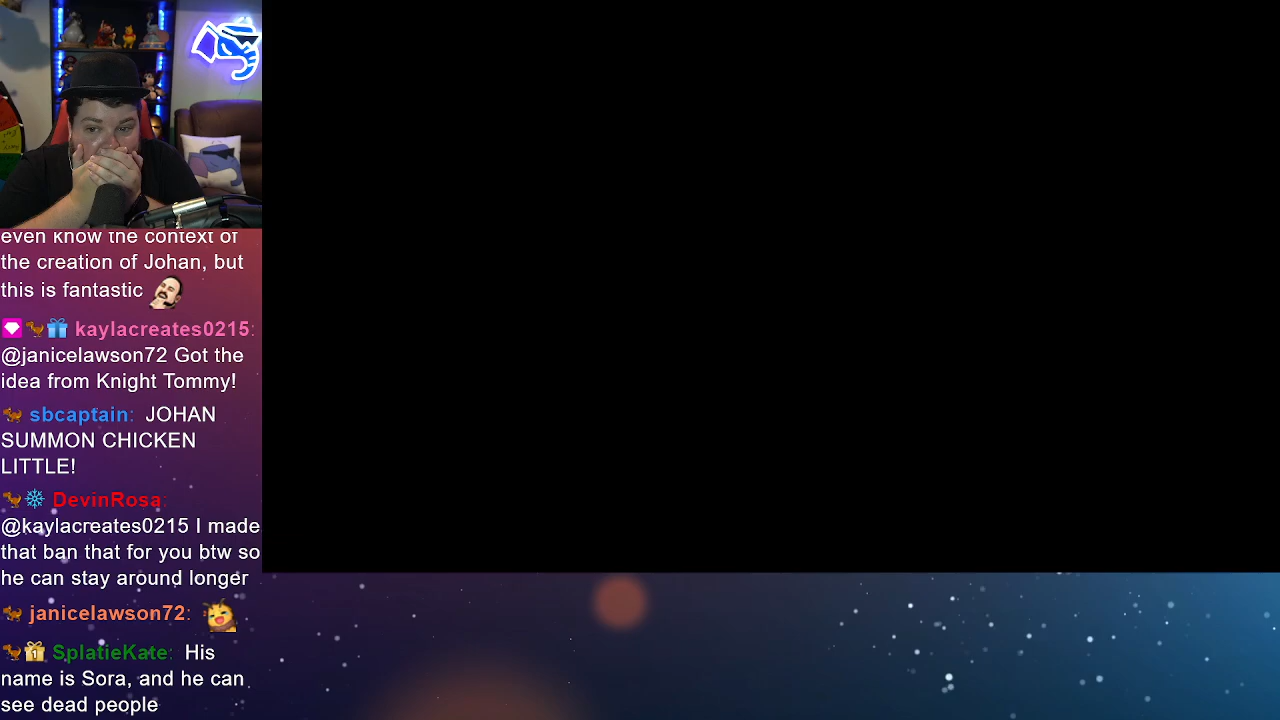 even know the context of
the creation of Johan, but
this is fantastic
kaylacreates0215:
@janicelawson72 Got the
idea from Knight Tommy!
sbcaptain: JOHAN
SUMMON CHICKEN
LITTLE!
DevinRosa:
@kaylacreates0215 I made
that ban that for you btw so
he can stay around longer
janicelawson72:
1 SplatieKate: His
name is Sora, and he can
see dead people